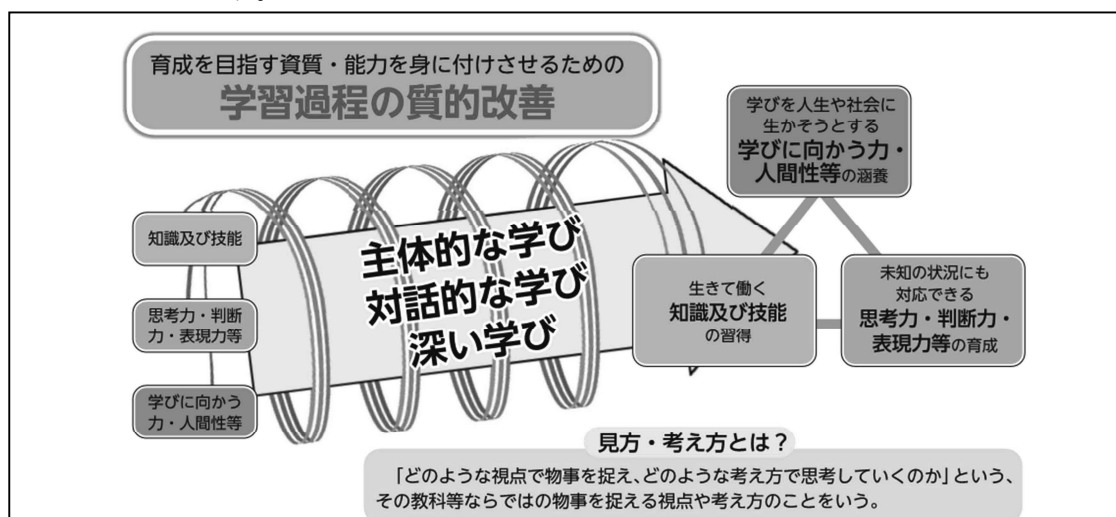 育成を目指す資質・能力を身に付けさせるための
学習過程の質的改善
学びを人生や社会に
生かそうとする
学びに向かう力・
人間性等の涵養
知識及び技能
思考力・判断
力・表現力等
学びに向かう
力・人間性等
主体的な学び
対話的な学び
深い学び
生きて働く
知識及び技能
の習得
未知の状況にも
対応できる
思考力・判断力・
表現力等の育成
見方・考え方とは？
「どのような視点で物事を捉え、どのような考え方で思考していくのか」という、
その教科等ならではの物事を捉える視点や考え方のことをいう。